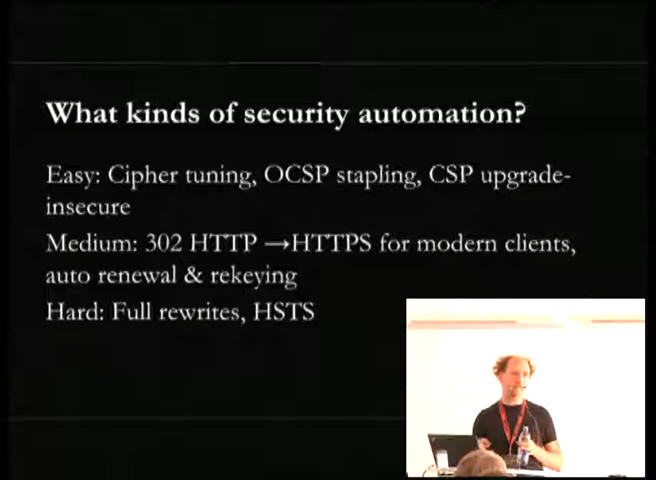 What kinds of security automation?
Easy: Cipher tuning, OCSP stapling, CSP upgrade-
insecure
Medium: 302 HTTP →HTTPS for modern clients,
auto renewal & rekeying
Hard: Full rewrites, HSTS